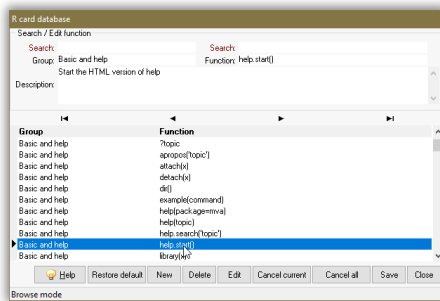 R card database
Search / Edit function
Search: Search:
Group: Basic and help Function: help.start()
Description: Start the HTML version of help
Group Function
Basic and help ?topic
Basic and help apropos('topic')
Basic and help attach(x)
Basic and help detach(x)
Basic and help dir()
Basic and help example(command)
Basic and help help(package=mva)
Basic and help help(topic)
Basic and help help.search('topic')
Basic and help help.start()
Basic and help
Help Restore default New Delete Edit Cancel current Cancel all Save Close
Browse mode